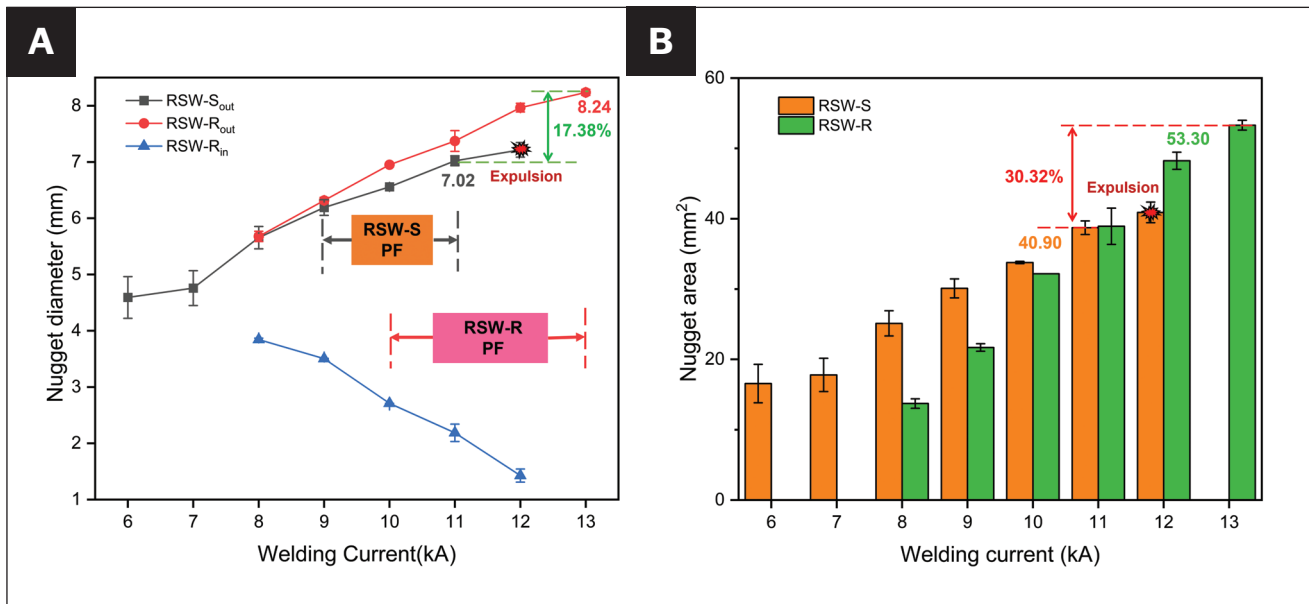 A
RSW-Sout
RSW-Rout
RSW-Rin
8.24
17.38%
7.02
Expulsion
RSW-S
PF
RSW-R
PF
Nugget diameter (mm)
8
7
6
5
4
3
2
1
6 7 8 9 10 11 12 13
Welding Current(kA)
B
RSW-S
RSW-R
53.30
30.32%
Expulsion
40.90
Nugget area (mm²)
60
40
20
0
6 7 8 9 10 11 12 13
Welding current (kA)